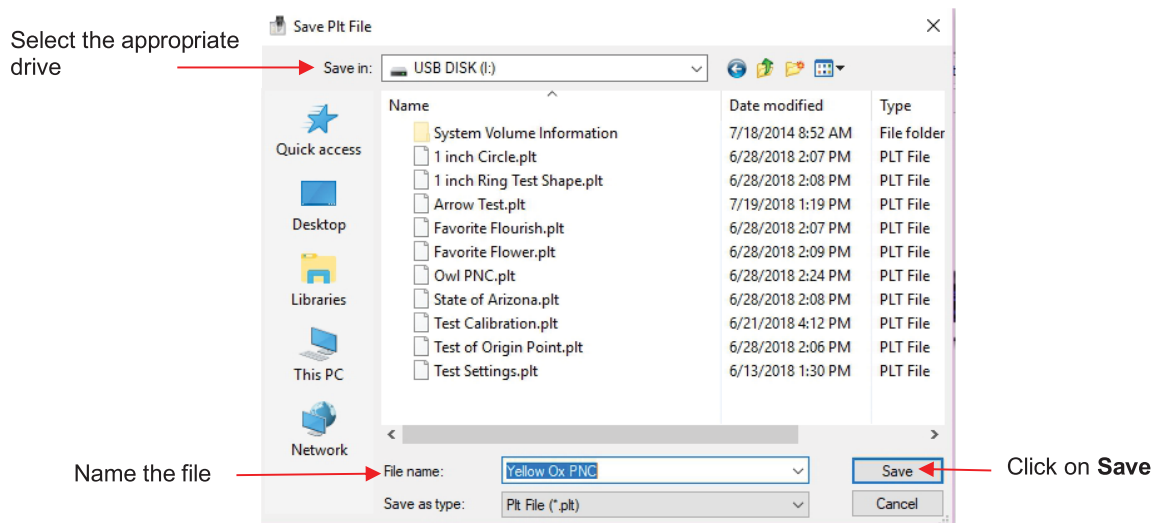 Save Plt File
Select the appropriate
drive
Save in: USB DISK (I:)
Name Date modified Type
System Volume Information 7/18/2014 8:52 AM File folder
1 inch Circle.plt 6/28/2018 2:07 PM PLT File
1 inch Ring Test Shape.plt 6/28/2018 2:08 PM PLT File
Arrow Test.plt 7/19/2018 1:19 PM PLT File
Favorite Flourish.plt 6/28/2018 2:07 PM PLT File
Favorite Flower.plt 6/28/2018 2:09 PM PLT File
Owl PNC.plt 6/28/2018 2:24 PM PLT File
State of Arizona.plt 6/28/2018 2:08 PM PLT File
Test Calibration.plt 6/21/2018 4:12 PM PLT File
Test of Origin Point.plt 6/28/2018 2:06 PM PLT File
Test Settings.plt 6/13/2018 1:30 PM PLT File
Quick access
Desktop
Libraries
This PC
Network
Name the file
File name: Yellow Ox PNC Save
Click on Save
Save as type: Plt File (*.plt) Cancel